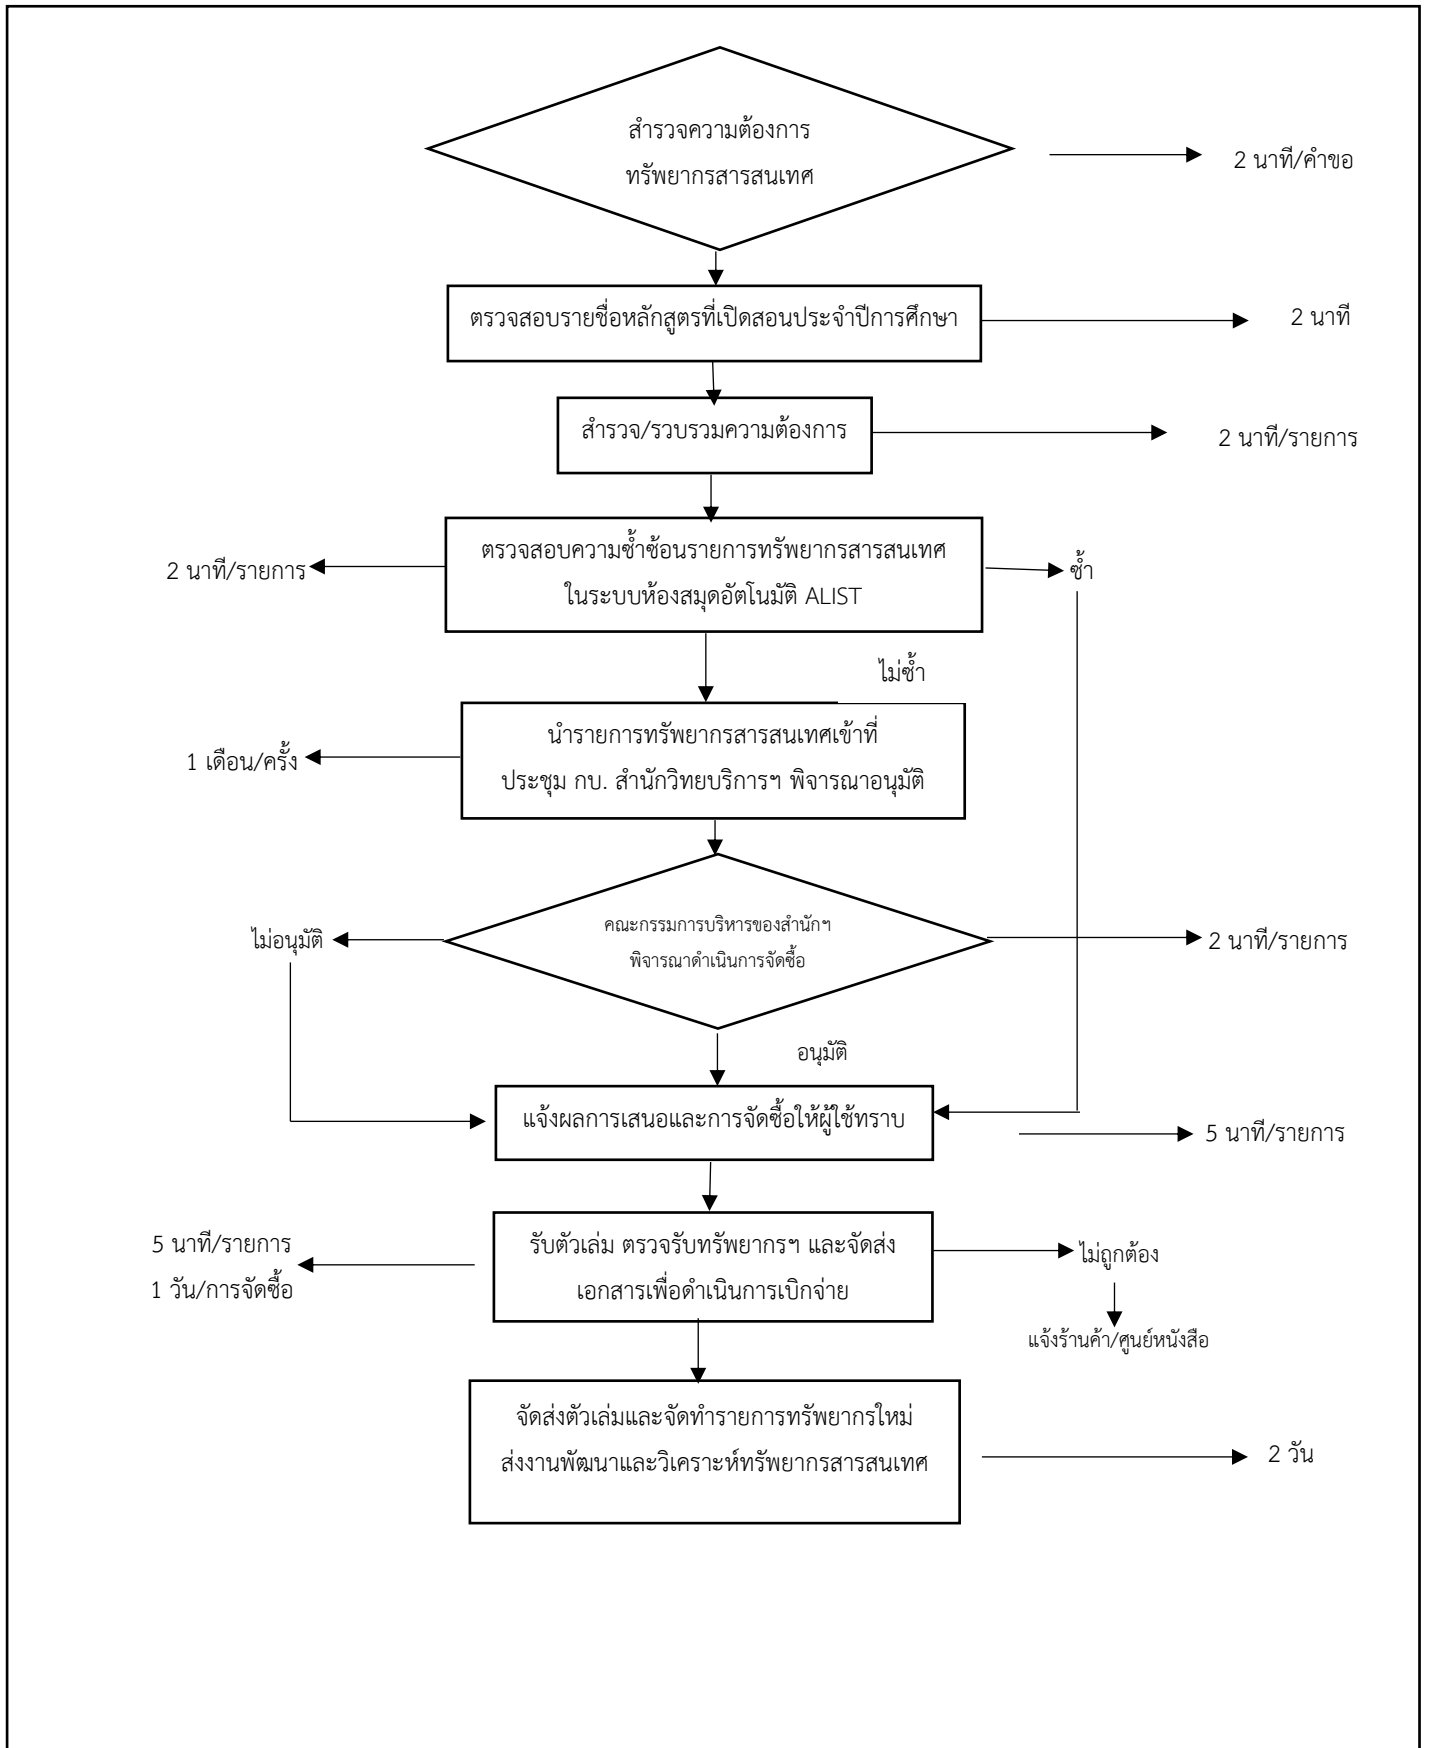 สำรวจความต้องการ
ทรัพยากรสารสนเทศ
2 นาที/คำขอ
ตรวจสอบรายชื่อหลักสูตรที่เปิดสอนประจำปีการศึกษา
2 นาที
สำรวจ/รวบรวมความต้องการ
2 นาที/รายการ
ตรวจสอบความซ้ำซ้อนรายการทรัพยากรสารสนเทศ
ในระบบห้องสมุดอัตโนมัติ ALIST
2 นาที/รายการ
ซ้ำ
ไม่ซ้ำ
นำรายการทรัพยากรสารสนเทศเข้าที่
ประชุม กบ. สำนักวิทยบริการฯ พิจารณาอนุมัติ
1 เดือน/ครั้ง
คณะกรรมการบริหารของสำนักฯ
พิจารณาดำเนินการจัดซื้อ
ไม่อนุมัติ
2 นาที/รายการ
อนุมัติ
แจ้งผลการเสนอและการจัดซื้อให้ผู้ใช้ทราบ
5 นาที/รายการ
รับตัวเล่ม ตรวจรับทรัพยากรฯ และจัดส่ง
เอกสารเพื่อดำเนินการเบิกจ่าย
5 นาที/รายการ
1 วัน/การจัดซื้อ
ไม่ถูกต้อง
แจ้งร้านค้า/ศูนย์หนังสือ
จัดส่งตัวเล่มและจัดทำรายการทรัพยากรใหม่
ส่งงานพัฒนาและวิเคราะห์ทรัพยากรสารสนเทศ
2 วัน